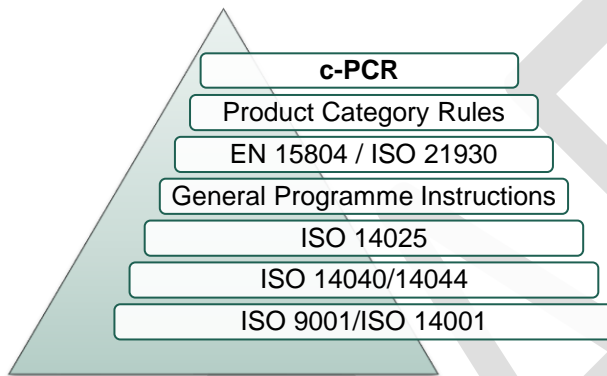 c-PCR
Product Category Rules
EN 15804 / ISO 21930
General Programme Instructions
ISO 14025
ISO 14040/14044
ISO 9001/ISO 14001